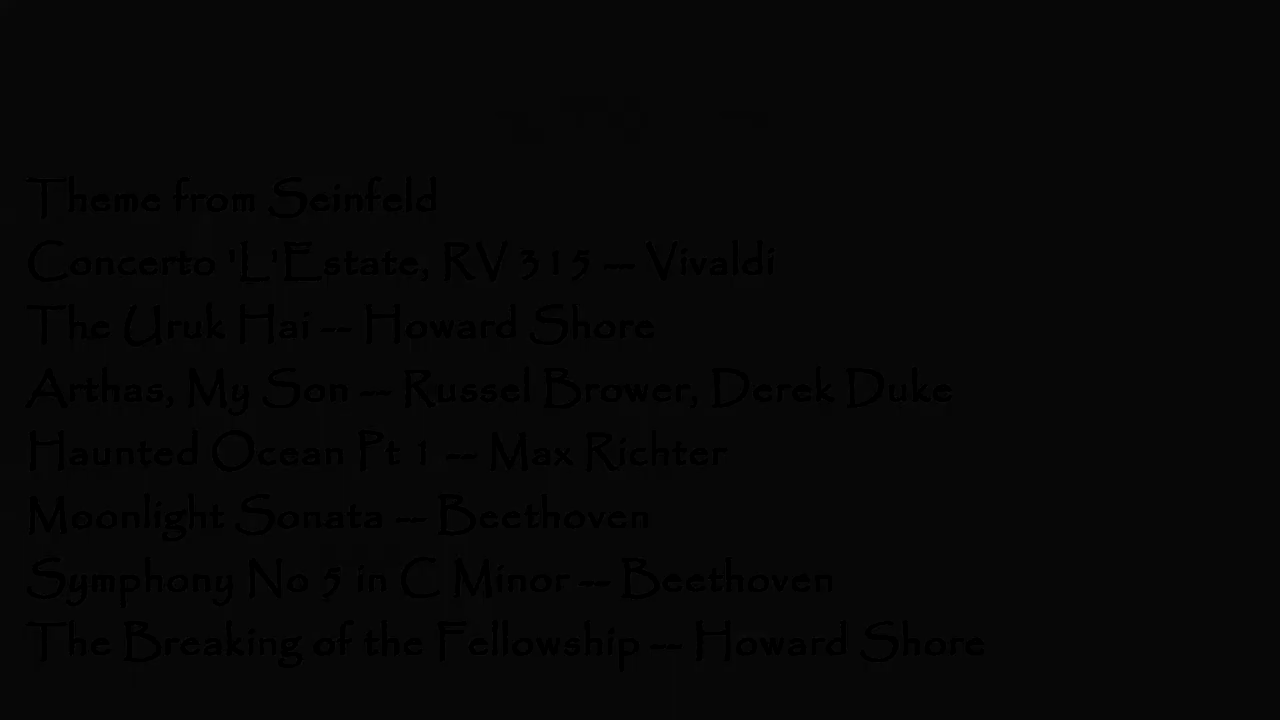 Theme from Seinfeld
Concerto 'L'Estate, RV 315 -- Vivaldi
The Uruk Hai -- Howard Shore
Arthas, My Son -- Russel Brower, Derek Duke
Haunted Ocean Pt 1 -- Max Richter
Moonlight Sonata -- Beethoven
Symphony No 5 in C Minor -- Beethoven
The Breaking of the Fellowship -- Howard Shore